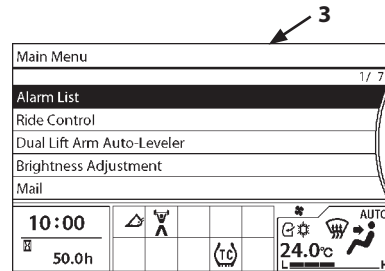 3
Main Menu
1/ 7
Alarm List
Ride Control
Dual Lift Arm Auto-Leveler
Brightness Adjustment
Mail
10:00
50.0h
(TC)
AUTO
24.0°C
L H